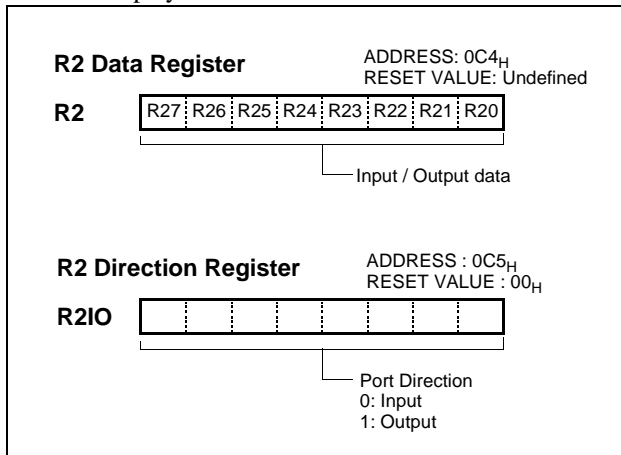 R2 Data Register
ADDRESS: 0C4H
RESET VALUE: Undefined
R2
R27 R26 R25 R24 R23 R22 R21 R20
Input / Output data
R2 Direction Register
ADDRESS : 0C5H
RESET VALUE : 00H
R2IO
Port Direction
0: Input
1: Output